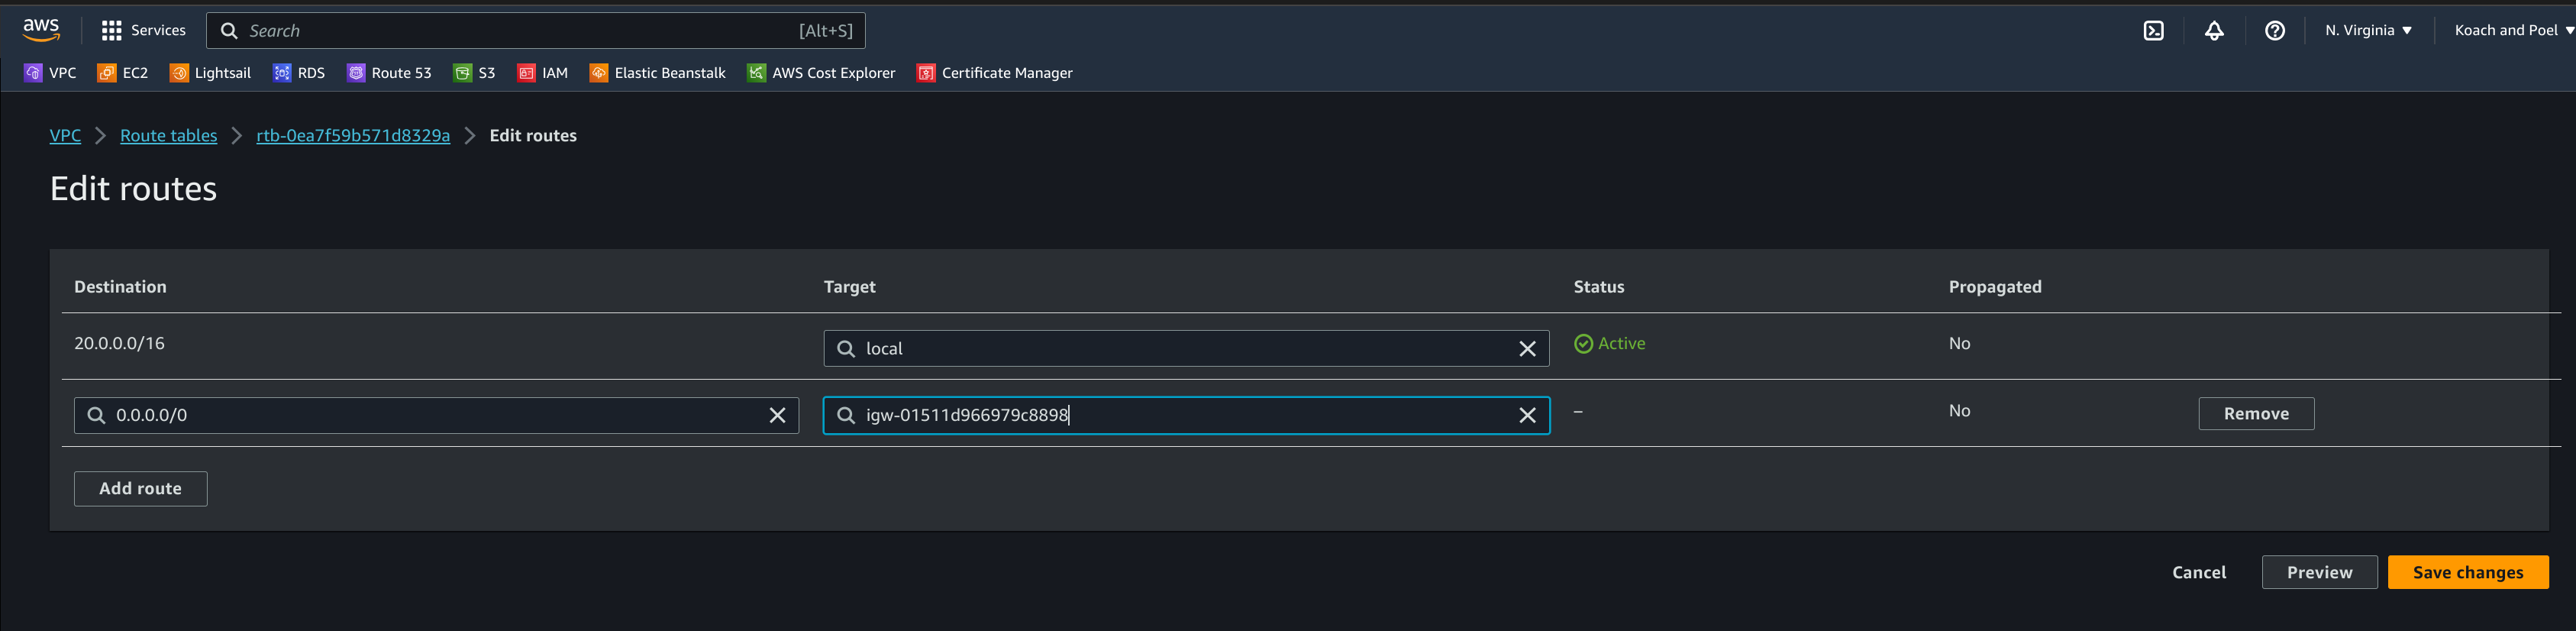 aws
Services
Search [Alt+S]
N. Virginia
Koach and Poel
VPC EC2 Lightsail RDS Route 53 S3 IAM Elastic Beanstalk AWS Cost Explorer Certificate Manager
VPC Route tables rtb-0ea7f59b571d8329a Edit routes
Edit routes
Destination Target Status Propagated
20.0.0.0/16 local Active No
0.0.0.0/0 igw-01511d966979c8898 – No Remove
Add route
Cancel Preview Save changes